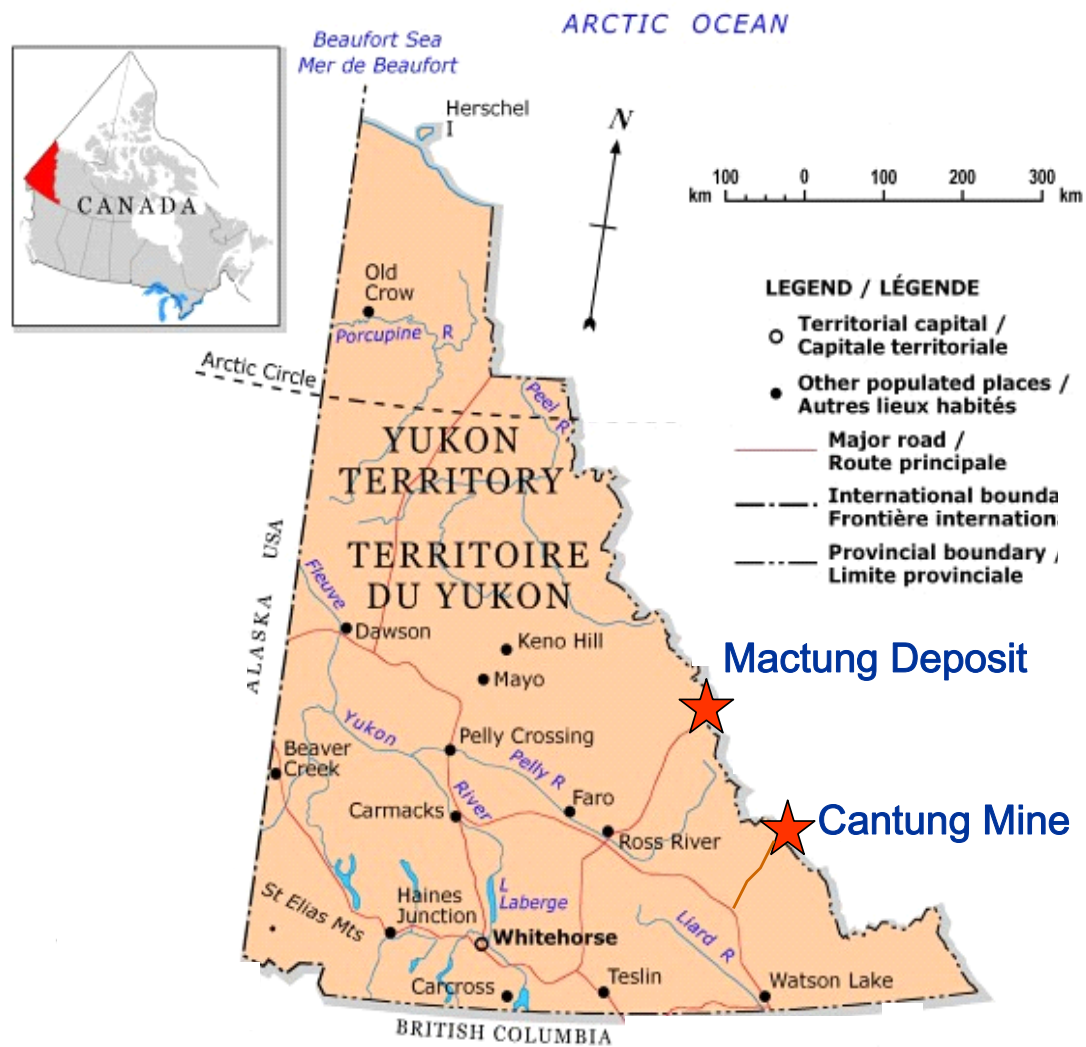 ARCTIC OCEAN
Beaufort Sea
Mer de Beaufort
Herschel
I
N
CANADA
100 0 100 200 300
km km
Old
Crow
Porcupine R
Arctic Circle
Peel R
YUKON
TERRITORY
TERRITOIRE
DU YUKON
LEGEND / LÉGENDE
Territorial capital /
Capitale territoriale
Other populated places /
Autres lieux habités
Major road /
Route principale
International bounda
Frontière internation
Provincial boundary /
Limite provinciale
ALASKA USA
Fleuve
Dawson
Keno Hill
Mayo
Mactung Deposit
Yukon
River
Pelly Crossing
Pelly R
Beaver
Creek
Carmacks
Faro
Ross River
Cantung Mine
St Elias Mts
Haines
Junction
L
Laberge
Whitehorse
Liard R
Carcross
Teslin
Watson Lake
BRITISH COLUMBIA